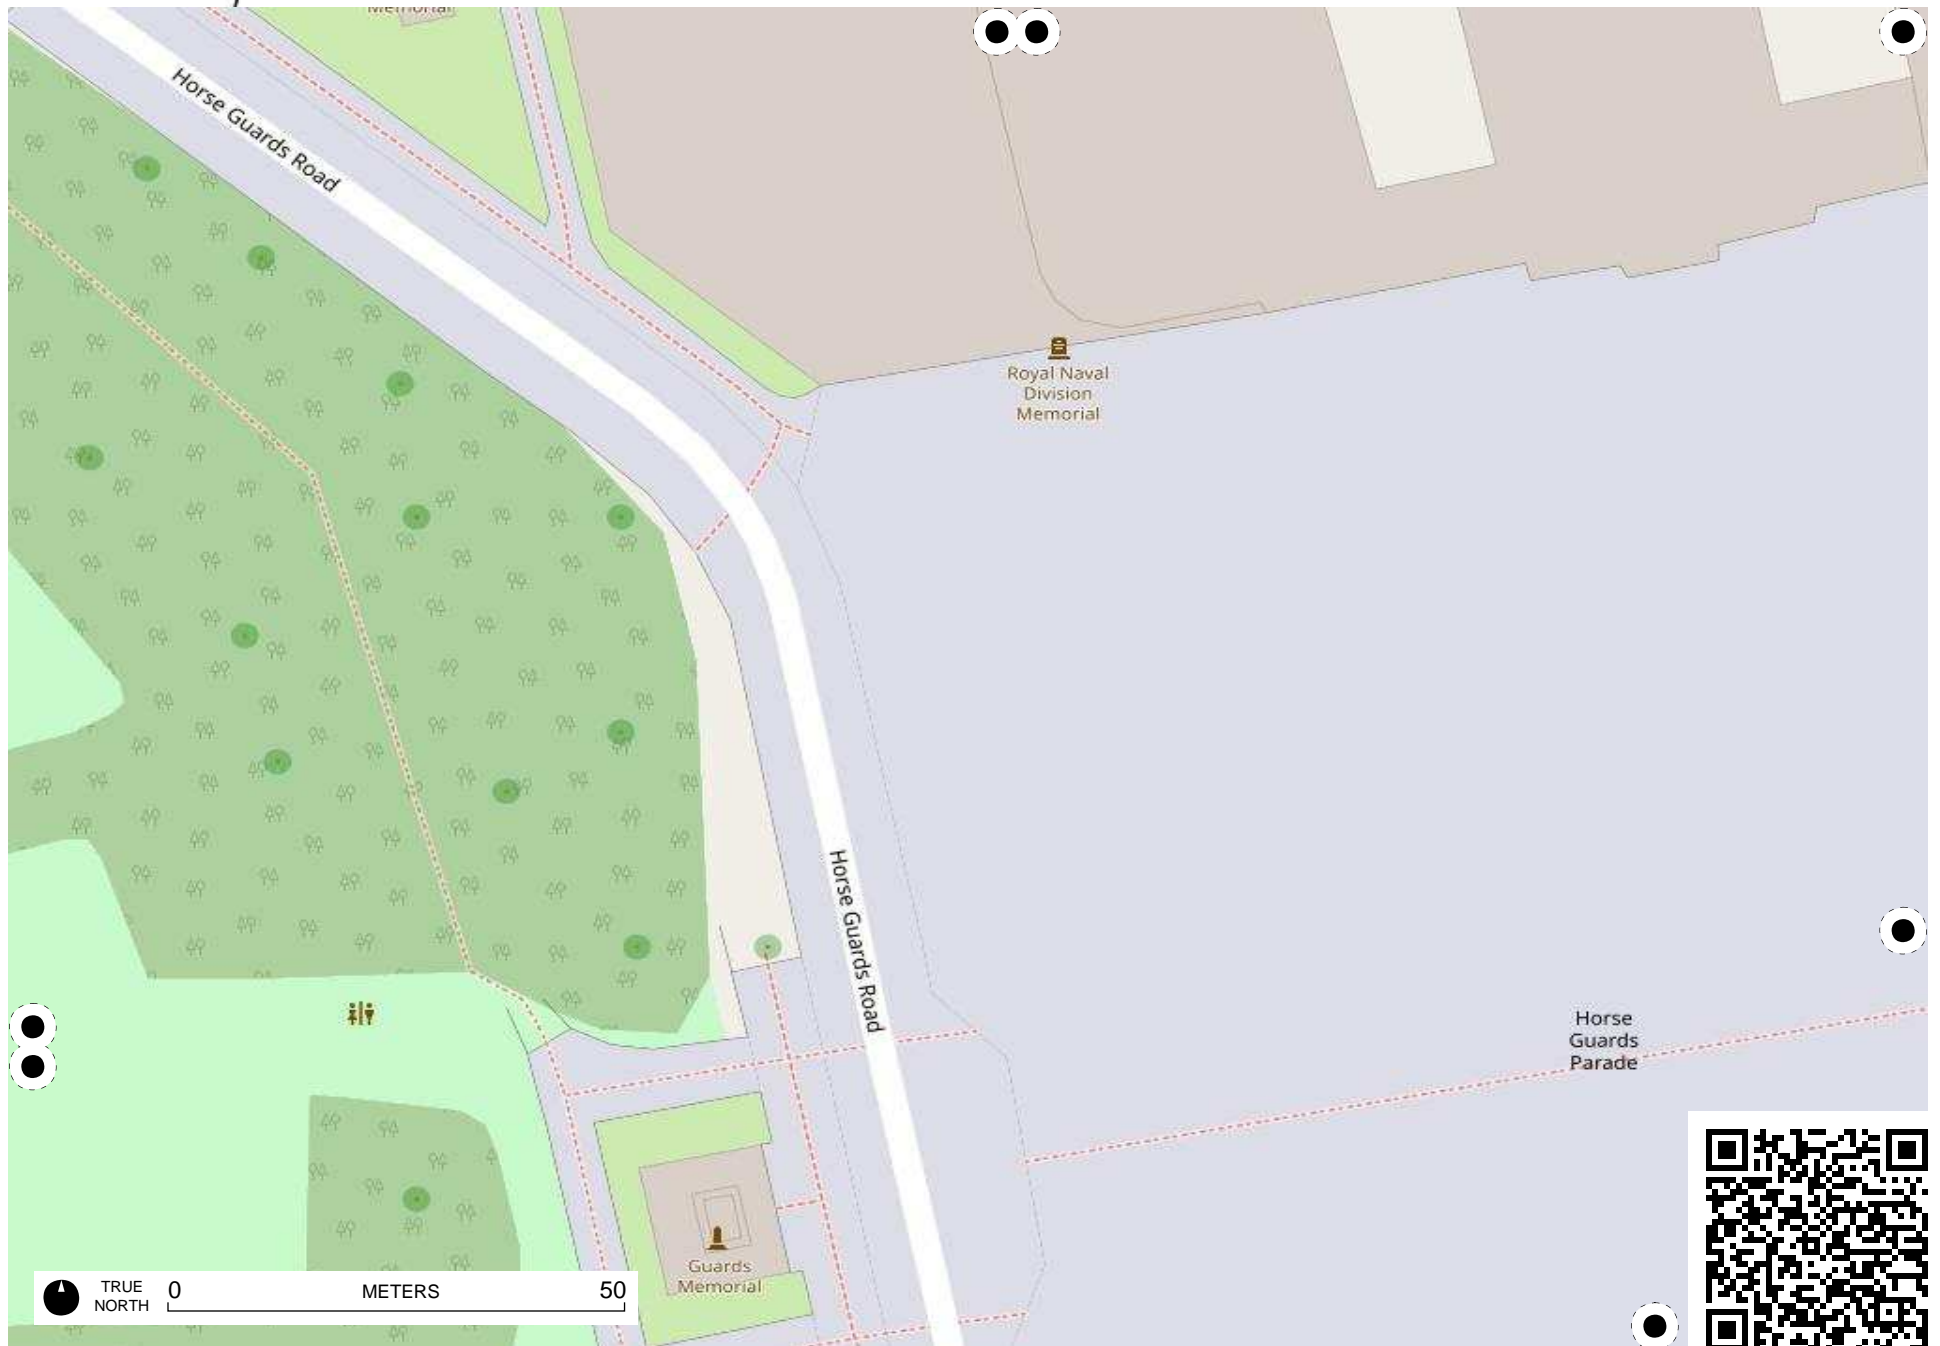 Memorial
Horse Guards Road
Royal Naval
Division
Memorial
Horse Guards Road
Horse
Guards
Parade
Guards
Memorial
TRUE
NORTH
0
METERS
50